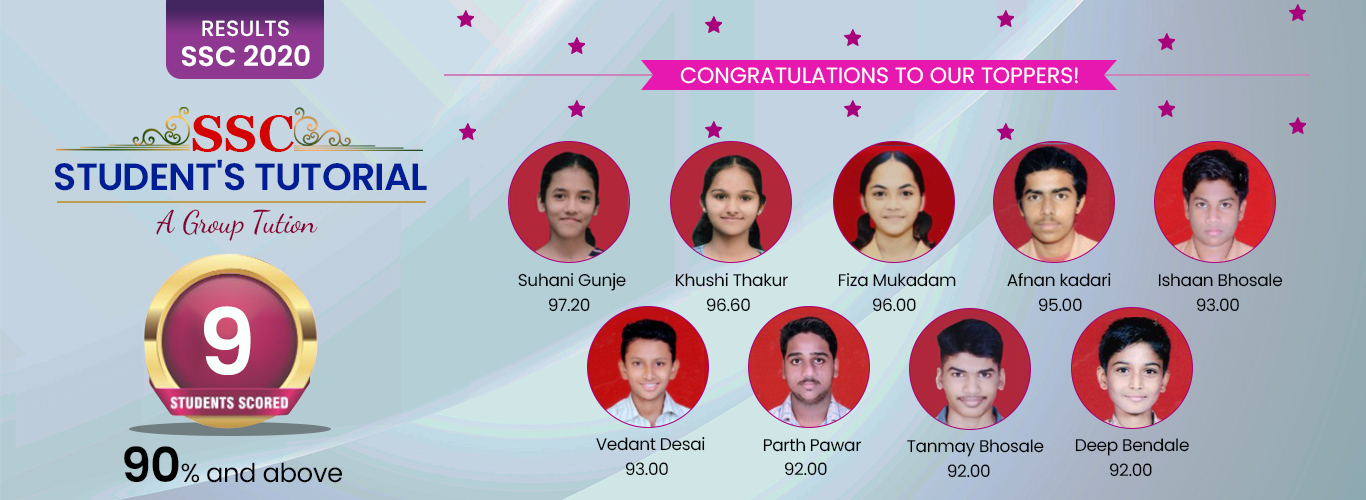 RESULTS
SSC 2020
CONGRATULATIONS TO OUR TOPPERS!
SSC
STUDENT'S TUTORIAL
A Group Tution
9
STUDENTS SCORED
90% and above
Suhani Gunje
97.20
Khushi Thakur
96.60
Fiza Mukadam
96.00
Afnan kadari
95.00
Ishaan Bhosale
93.00
Vedant Desai
93.00
Parth Pawar
92.00
Tanmay Bhosale
92.00
Deep Bendale
92.00